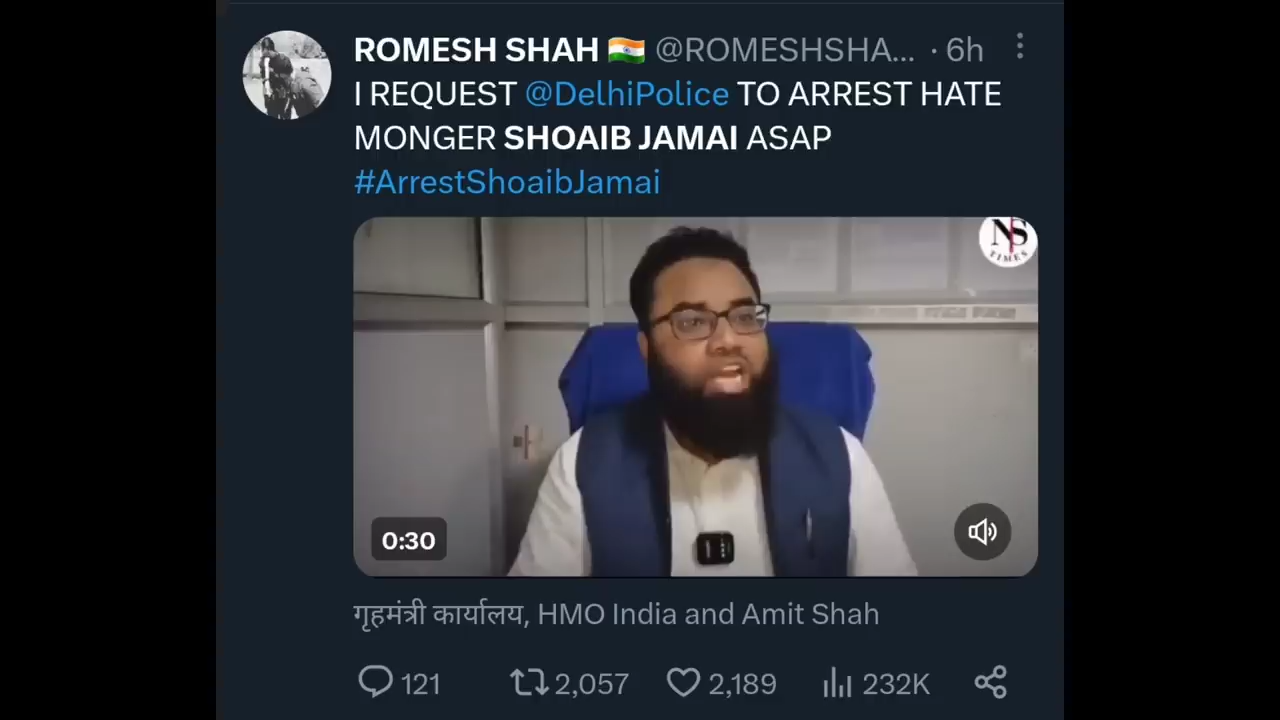 ROMESH SHAH 🇮🇳 @ROMESHSHA... · 6h
I REQUEST @DelhiPolice TO ARREST HATE
MONGER SHOAIB JAMAI ASAP
#ArrestShoaibJamai
NS
TIMES
0:30
गृहमंत्री कार्यालय, HMO India and Amit Shah
121 2,057 2,189 232K